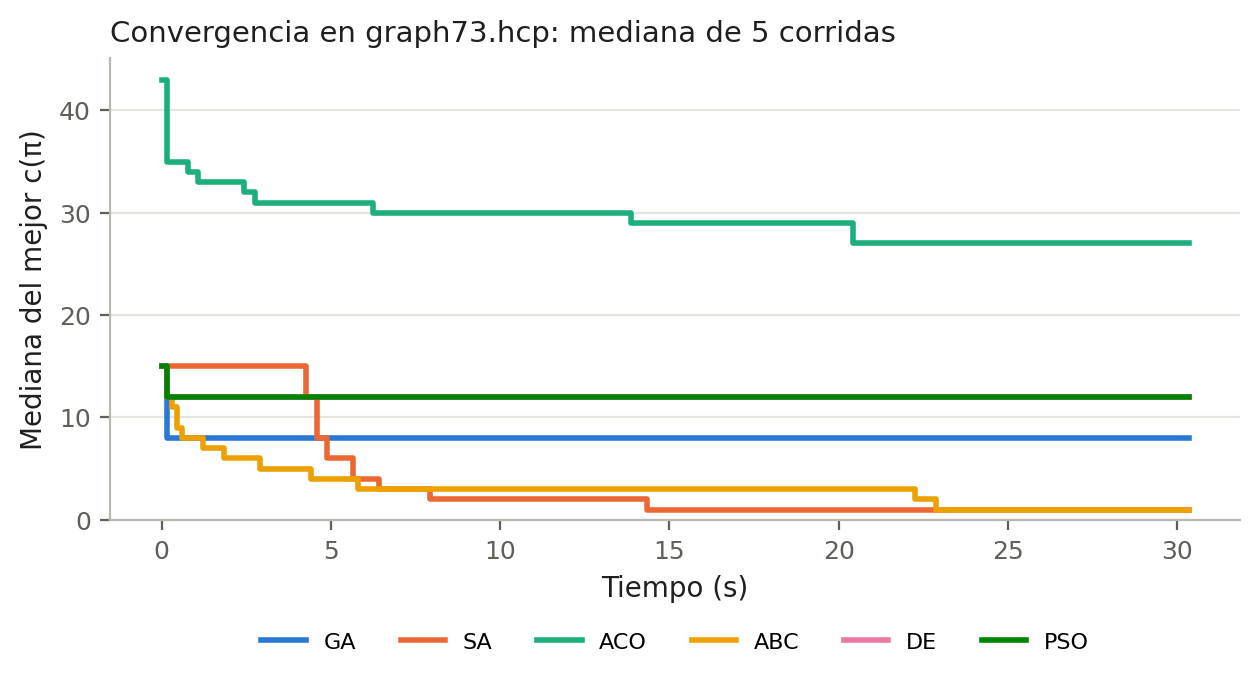 Convergencia en graph73.hcp: mediana de 5 corridas
Mediana del mejor c(π)
40
30
20
10
0
0 5 10 15 20 25 30
Tiempo (s)
GA SA ACO ABC DE PSO